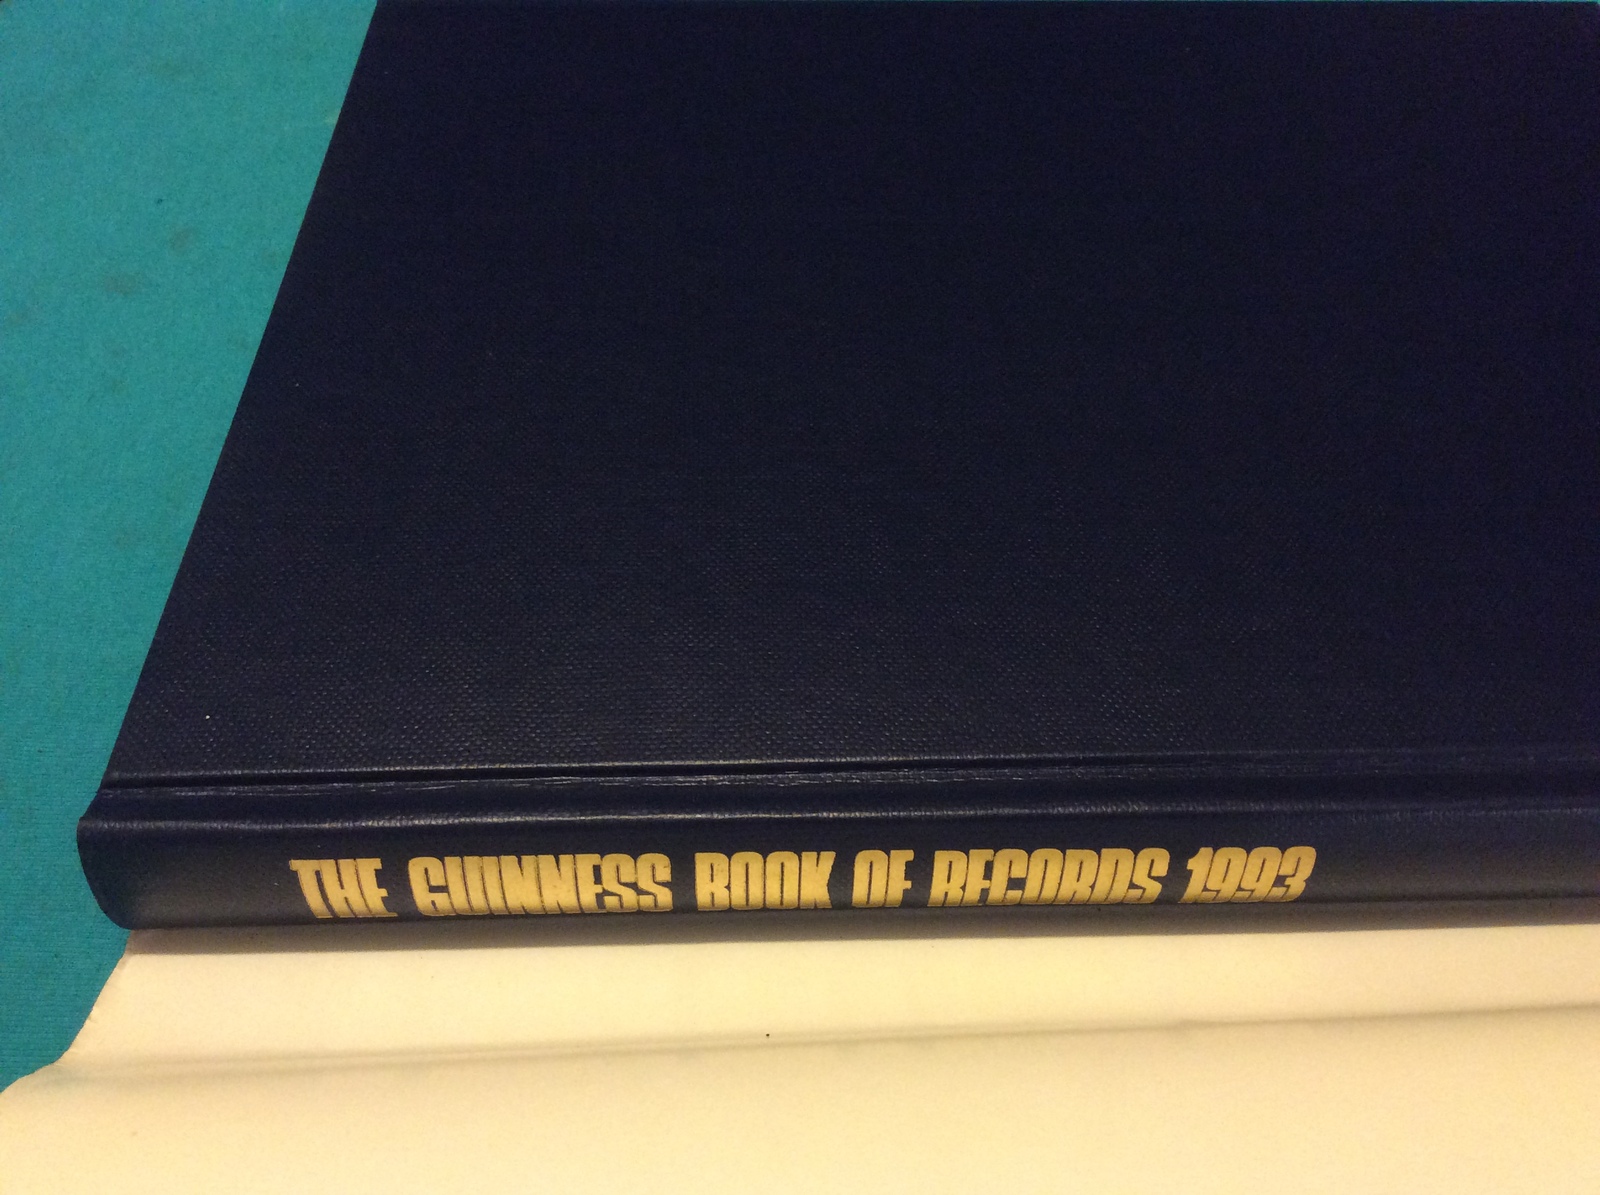 THE GUINNESS BOOK OF RECORDS 1993